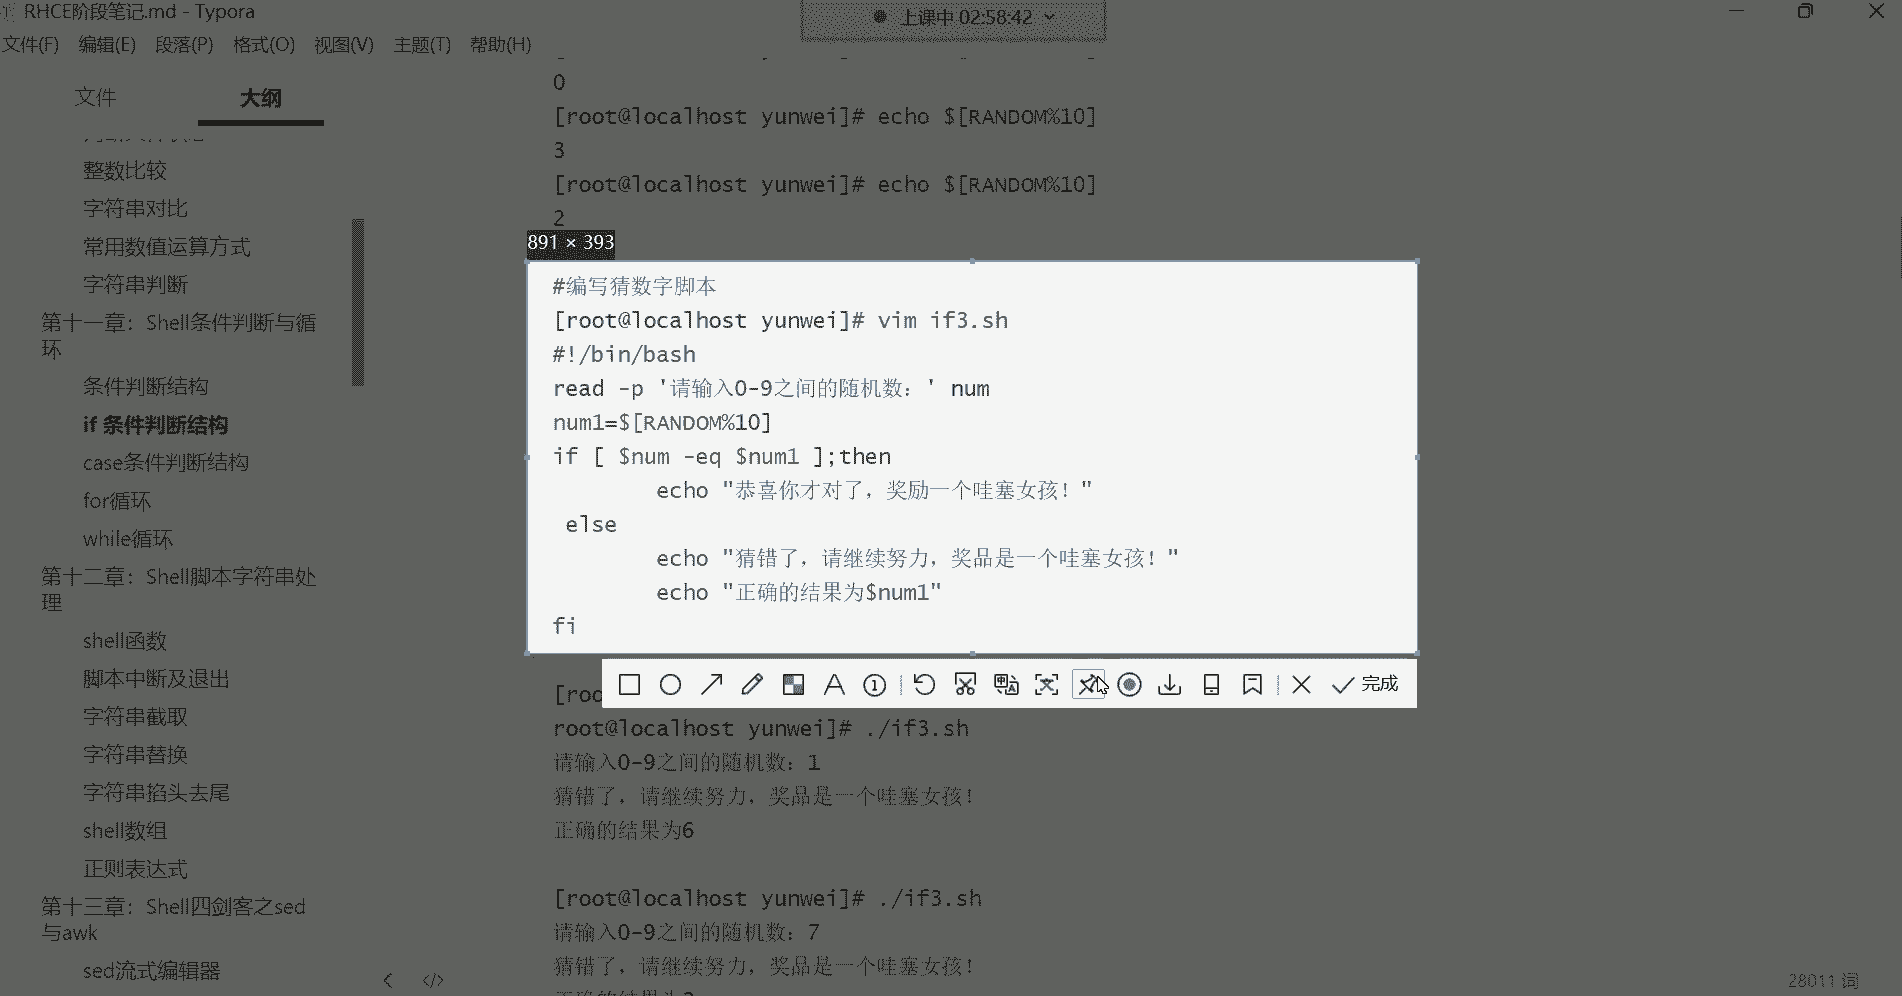 RHCE阶段笔记.md - Typora
上课中 02:58:42
文件(F) 编辑(E) 段落(P) 格式(O) 视图(V) 主题(T) 帮助(H)
文件 大纲
整数比较
字符串对比
常用数值运算方式
字符串判断
第十一章：Shell条件判断与循
环
条件判断结构
if 条件判断结构
case条件判断结构
for循环
while循环
第十二章：Shell脚本字符串处
理
shell函数
脚本中断及退出
字符串截取
字符串替换
字符串掐头去尾
shell数组
正则表达式
第十三章：Shell四剑客之sed
与awk
sed流式编辑器
0
[root@localhost yunwei]# echo $[RANDOM%10]
3
[root@localhost yunwei]# echo $[RANDOM%10]
2
891 × 393
#编写猜数字脚本
[root@localhost yunwei]# vim if3.sh
#!/bin/bash
read -p '请输入0-9之间的随机数：' num
num1=$[RANDOM%10]
if [ $num -eq $num1 ];then
echo "恭喜你才对了，奖励一个哇塞女孩！"
else
echo "猜错了，请继续努力，奖品是一个哇塞女孩！"
echo "正确的结果为$num1"
fi
完成
[roo
root@localhost yunwei]# ./if3.sh
请输入0-9之间的随机数：1
猜错了，请继续努力，奖品是一个哇塞女孩！
正确的结果为6
[root@localhost yunwei]# ./if3.sh
请输入0-9之间的随机数：7
猜错了，请继续努力，奖品是一个哇塞女孩！
28011 词